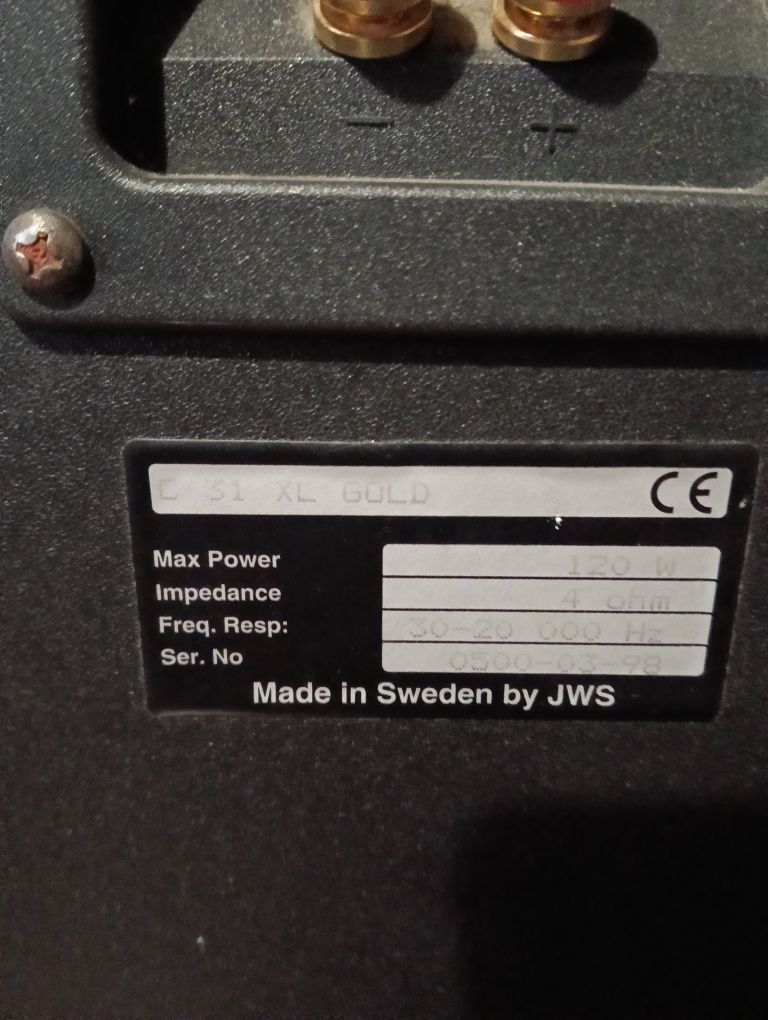 - +
C 31 XL GOLD CE
Max Power 120 W
Impedance 4 ohm
Freq. Resp: 30-20 000 Hz
Ser. No 0500-03-98
Made in Sweden by JWS